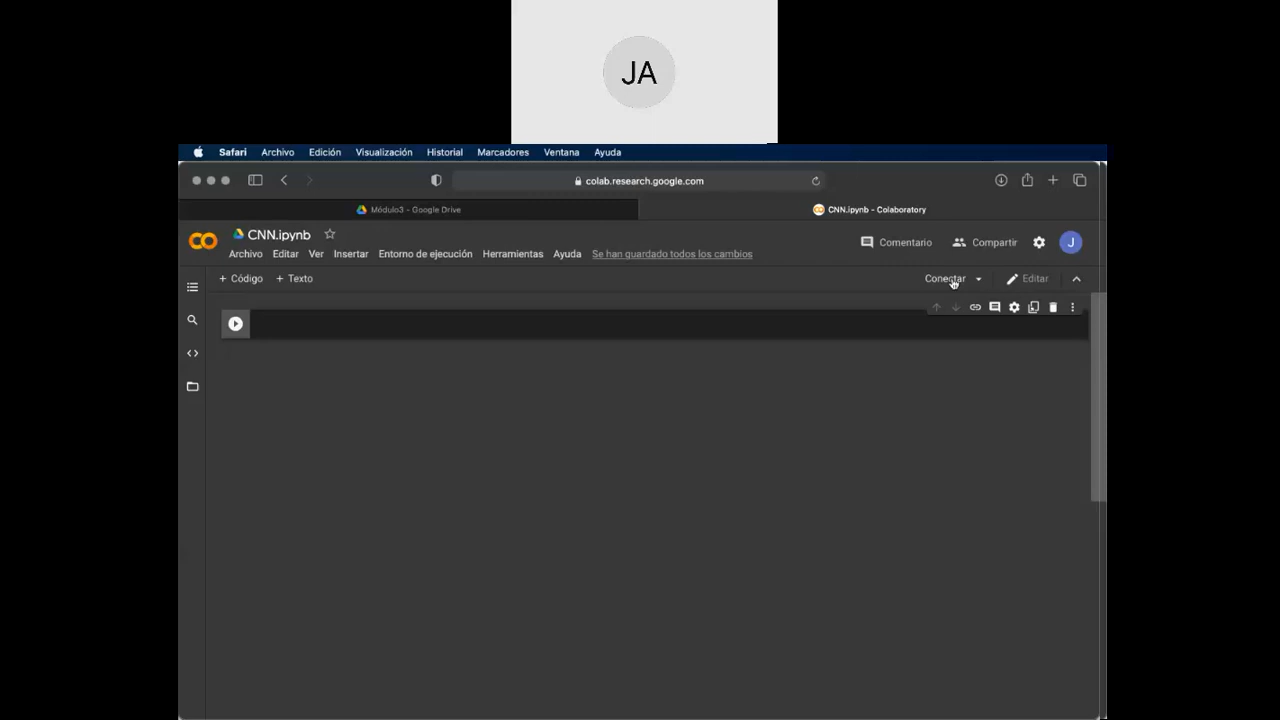 JA
Safari Archivo Edición Visualización Historial Marcadores Ventana Ayuda
colab.research.google.com
Módulo3 - Google Drive
CNN.ipynb - Colaboratory
CNN.ipynb
Comentario Compartir J
Archivo Editar Ver Insertar Entorno de ejecución Herramientas Ayuda Se han guardado todos los cambios
+ Código + Texto Conectar Editar